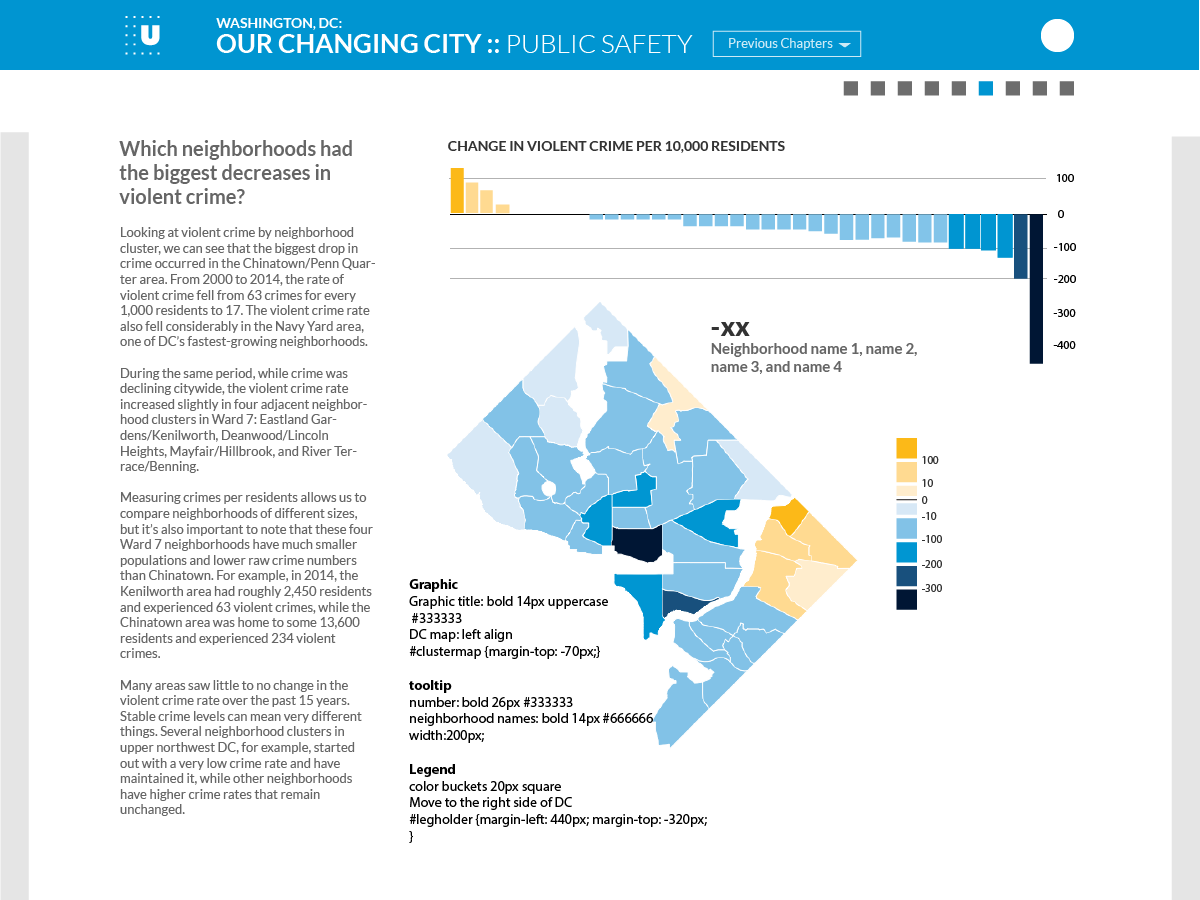 U
WASHINGTON, DC:
OUR CHANGING CITY :: PUBLIC SAFETY
Previous Chapters
Which neighborhoods had
the biggest decreases in
violent crime?
Looking at violent crime by neighborhood
cluster, we can see that the biggest drop in
crime occurred in the Chinatown/Penn Quar-
ter area. From 2000 to 2014, the rate of
violent crime fell from 63 crimes for every
1,000 residents to 17. The violent crime rate
also fell considerably in the Navy Yard area,
one of DC's fastest-growing neighborhoods.
During the same period, while crime was
declining citywide, the violent crime rate
increased slightly in four adjacent neighbor-
hood clusters in Ward 7: Eastland Gar-
dens/Kenilworth, Deanwood/Lincoln
Heights, Mayfair/Hillbrook, and River Ter-
race/Benning.
Measuring crimes per residents allows us to
compare neighborhoods of different sizes,
but it's also important to note that these four
Ward 7 neighborhoods have much smaller
populations and lower raw crime numbers
than Chinatown. For example, in 2014, the
Kenilworth area had roughly 2,450 residents
and experienced 63 violent crimes, while the
Chinatown area was home to some 13,600
residents and experienced 234 violent
crimes.
Many areas saw little to no change in the
violent crime rate over the past 15 years.
Stable crime levels can mean very different
things. Several neighborhood clusters in
upper northwest DC, for example, started
out with a very low crime rate and have
maintained it, while other neighborhoods
have higher crime rates that remain
unchanged.
CHANGE IN VIOLENT CRIME PER 10,000 RESIDENTS
100
0
-100
-200
-300
-400
-xx
Neighborhood name 1, name 2,
name 3, and name 4
100
10
0
-10
-100
-200
-300
Graphic
Graphic title: bold 14px uppercase
#333333
DC map: left align
#clustermap {margin-top: -70px;}
tooltip
number: bold 26px #333333
neighborhood names: bold 14px #666666
width:200px;
Legend
color buckets 20px square
Move to the right side of DC
#legholder {margin-left: 440px; margin-top: -320px;
}